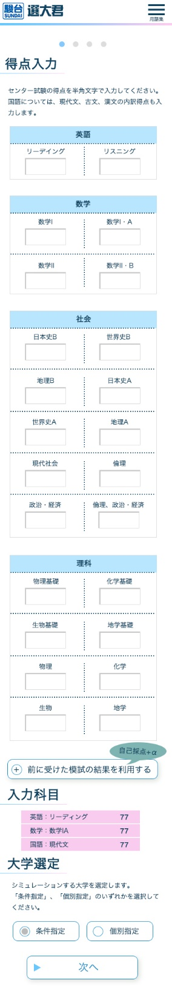 駿台
SUNDAI
選大君
用語集
得点入力
センター試験の得点を半角文字で入力してください。
国語については、現代文、古文、漢文の内訳得点も入
力します。
英語
リーデイング リスニング
数学
数学I 数学I・A
数学II 数学II・B
社会
日本史B 世界史B
地理B 日本史A
世界史A 地理A
現代社会 倫理
政治・経済 倫理、政治・経済
理科
物理基礎 化学基礎
生物基礎 地学基礎
物理 化学
生物 地学
自己採点+α
前に受けた模試の結果を利用する
入力科目
英語：リーディング 77
数学：数学IA 77
国語：現代文 77
大学選定
シミュレーションする大学を選定します。
「条件指定」、「個別指定」のいずれかを選択して
ください。
条件指定 個別指定
次へ